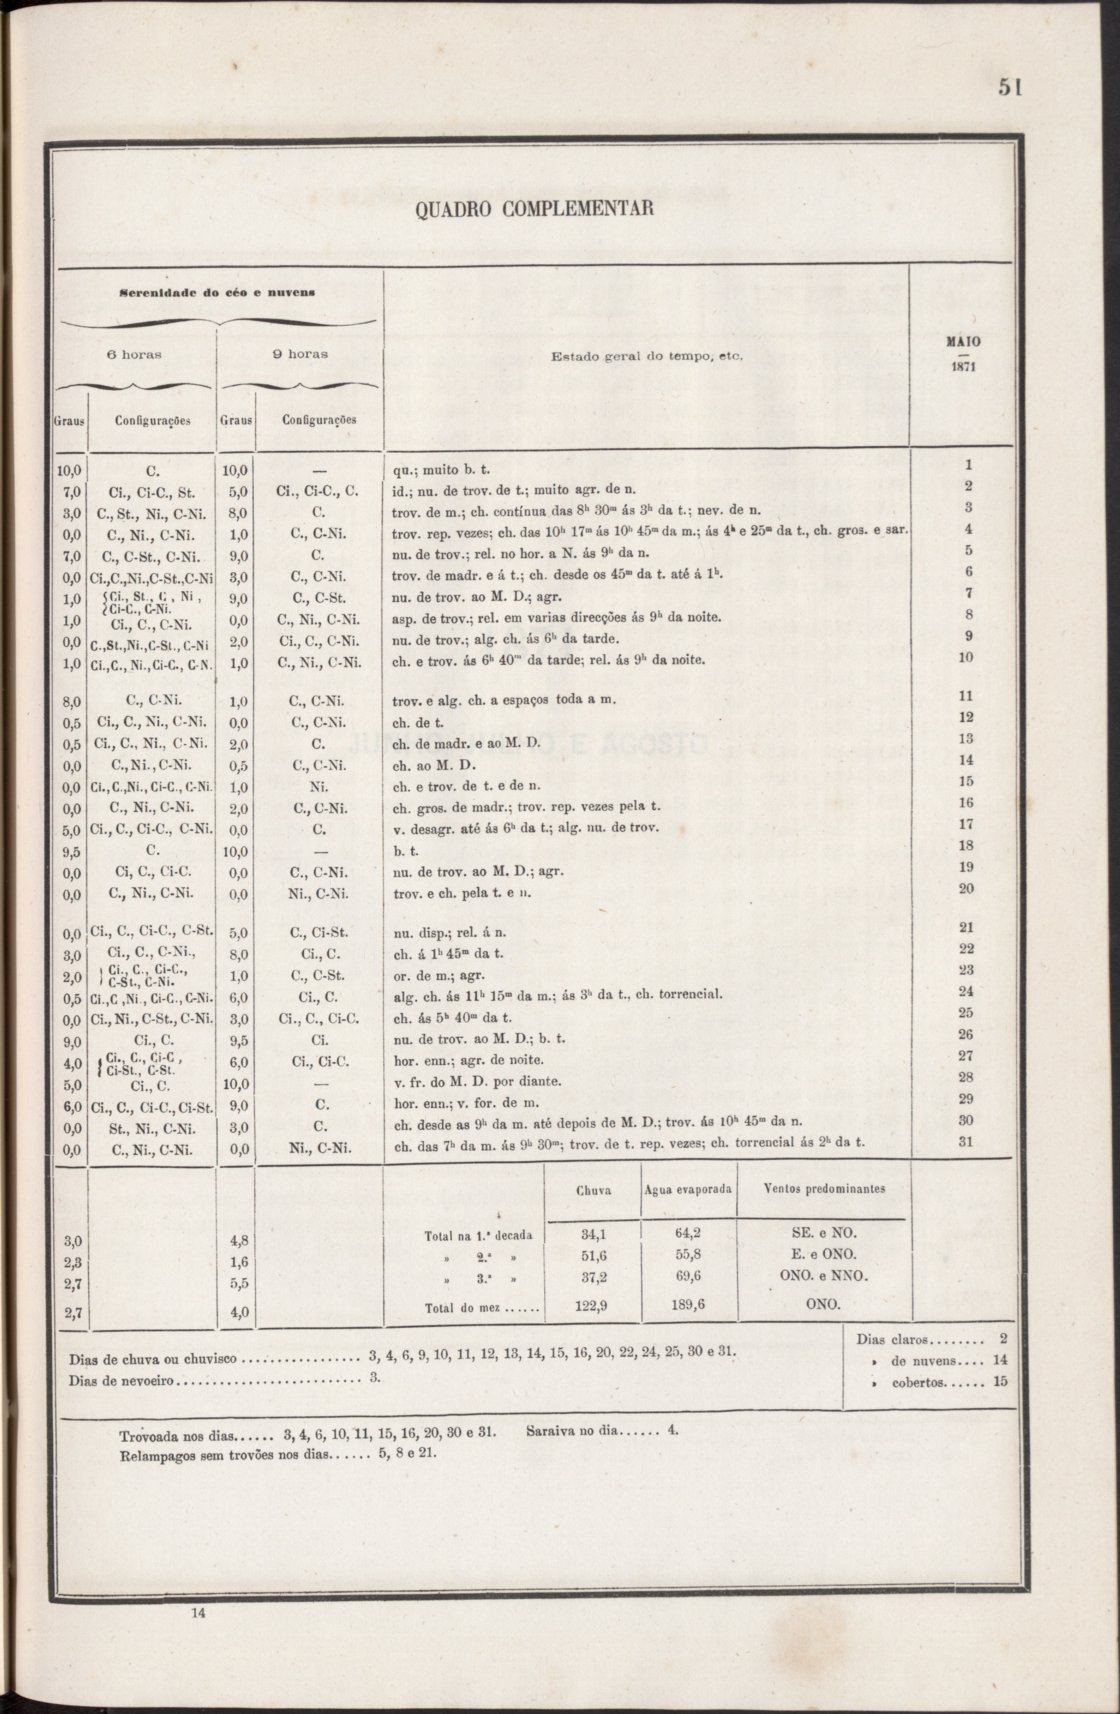 51
QUADRO COMPLEMENTAR
Serenidade do céo e nuvens
6 horas 9 horas Estado geral do tempo, etc. MAIO
1871
Graus Configurações Graus Configurações
10,0 C. 10,0 — qu.; muito b. t. 1
7,0 Ci., Ci-C., St. 5,0 Ci., Ci-C., C. id.; nu. de trov. de t.; muito agr. de n. 2
3,0 C., St., Ni., C-Ni. 8,0 C. trov. de m.; ch. contínua das 8ʰ 30ᵐ ás 3ʰ da t.; nev. de n. 3
0,0 C., Ni., C-Ni. 1,0 C., C-Ni. trov. rep. vezes; ch. das 10ʰ 17ᵐ ás 10ʰ 45ᵐ da m.; ás 4ʰ e 25ᵐ da t., ch. gros. e sar. 4
7,0 C., C-St., C-Ni. 9,0 C. nu. de trov.; rel. no hor. a N. ás 9ʰ da n. 5
0,0 Ci.,C.,Ni.,C-St.,C-Ni 3,0 C., C-Ni. trov. de madr. e á t.; ch. desde os 45ᵐ da t. até á 1ʰ. 6
1,0 {Ci., St., C , Ni , 9,0 C., C-St. nu. de trov. ao M. D.; agr. 7
Ci-C., C-Ni.
1,0 Ci., C., C-Ni. 0,0 C., Ni., C-Ni. asp. de trov.; rel. em varias direcções ás 9ʰ da noite. 8
0,0 C.,St.,Ni.,C-St., C-Ni 2,0 Ci., C., C-Ni. nu. de trov.; alg. ch. ás 6ʰ da tarde. 9
1,0 Ci.,C., Ni.,Ci-C., C-N. 1,0 C., Ni., C-Ni. ch. e trov. ás 6ʰ 40ᵐ da tarde; rel. ás 9ʰ da noite. 10
8,0 C., C-Ni. 1,0 C., C-Ni. trov. e alg. ch. a espaços toda a m. 11
0,5 Ci., C., Ni., C-Ni. 0,0 C., C-Ni. ch. de t. 12
0,5 Ci., C., Ni., C-Ni. 2,0 C. ch. de madr. e ao M. D. 13
0,0 C., Ni., C-Ni. 0,5 C., C-Ni. ch. ao M. D. 14
0,0 Ci., C.,Ni., Ci-C., C-Ni. 1,0 Ni. ch. e trov. de t. e de n. 15
0,0 C., Ni., C-Ni. 2,0 C., C-Ni. ch. gros. de madr.; trov. rep. vezes pela t. 16
5,0 Ci., C., Ci-C., C-Ni. 0,0 C. v. desagr. até ás 6ʰ da t.; alg. nu. de trov. 17
9,5 C. 10,0 — b. t. 18
0,0 Ci, C., Ci-C. 0,0 C., C-Ni. nu. de trov. ao M. D.; agr. 19
0,0 C., Ni., C-Ni. 0,0 Ni., C-Ni. trov. e ch. pela t. e n. 20
0,0 Ci., C., Ci-C., C-St. 5,0 C., Ci-St. nu. disp.; rel. á n. 21
3,0 Ci., C., C-Ni., 8,0 Ci., C. ch. á 1ʰ 45ᵐ da t. 22
2,0 {Ci., C., Ci-C., 1,0 C., C-St. or. de m.; agr. 23
C-St., C-Ni.
0,5 Ci.,C ,Ni., Ci-C., C-Ni. 6,0 Ci., C. alg. ch. ás 11ʰ 15ᵐ da m.; ás 3ʰ da t., ch. torrencial. 24
0,0 Ci., Ni., C-St., C-Ni. 3,0 Ci., C., Ci-C. ch. ás 5ʰ 40ᵐ da t. 25
9,0 Ci., C. 9,5 Ci. nu. de trov. ao M. D.; b. t. 26
4,0 {Ci., C., Ci-C , 6,0 Ci., Ci-C. hor. enn.; agr. de noite. 27
Ci-St., C-St.
5,0 Ci., C. 10,0 — v. fr. do M. D. por diante. 28
6,0 Ci., C., Ci-C., Ci-St. 9,0 C. hor. enn.; v. for. de m. 29
0,0 St., Ni., C-Ni. 3,0 C. ch. desde as 9ʰ da m. até depois de M. D.; trov. ás 10ʰ 45ᵐ da n. 30
0,0 C., Ni., C-Ni. 0,0 Ni., C-Ni. ch. das 7ʰ da m. ás 9ʰ 30ᵐ; trov. de t. rep. vezes; ch. torrencial ás 2ʰ da t. 31
Chuva Agua evaporada Ventos predominantes
3,0 4,8 Total na 1.ª decada 34,1 64,2 SE. e NO.
2,3 1,6 » 2.ª » 51,6 55,8 E. e ONO.
2,7 5,5 » 3.ª » 37,2 69,6 ONO. e NNO.
2,7 4,0 Total do mez ...... 122,9 189,6 ONO.
Dias de chuva ou chuvisco ................. 3, 4, 6, 9, 10, 11, 12, 13, 14, 15, 16, 20, 22, 24, 25, 30 e 31.
Dias de nevoeiro.......................... 3.
Dias claros........ 2
» de nuvens.... 14
» cobertos...... 15
Trovoada nos dias...... 3, 4, 6, 10, 11, 15, 16, 20, 30 e 31. Saraiva no dia...... 4.
Relampagos sem trovões nos dias...... 5, 8 e 21.
14